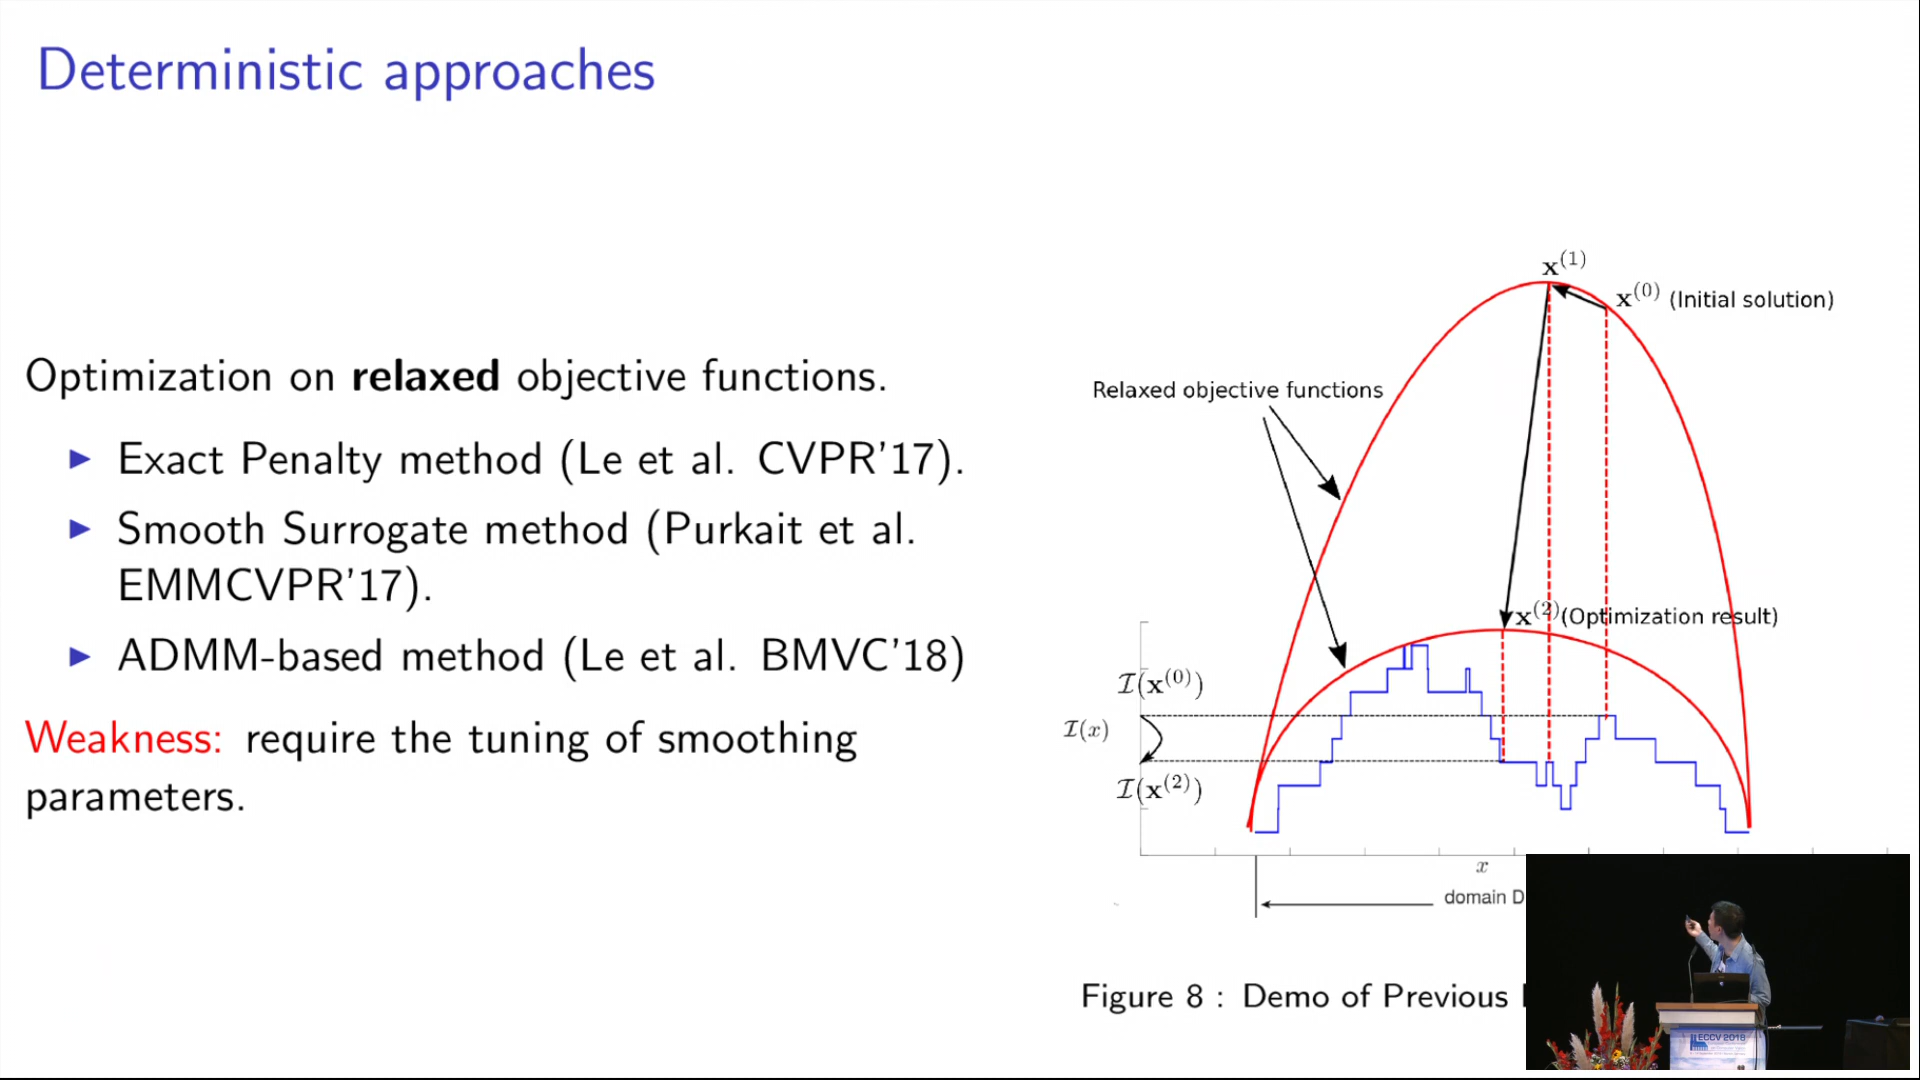 Deterministic approaches
Optimization on relaxed objective functions.
▶ Exact Penalty method (Le et al. CVPR'17).
▶ Smooth Surrogate method (Purkait et al.
EMMCVPR'17).
▶ ADMM-based method (Le et al. BMVC'18)
Weakness: require the tuning of smoothing
parameters.
x⁽¹⁾
x⁽⁰⁾ (Initial solution)
Relaxed objective functions
x⁽²⁾(Optimization result)
I(x⁽⁰⁾)
I(x)
I(x⁽²⁾)
x
domain D
Figure 8 : Demo of Previous
ECCV 2018